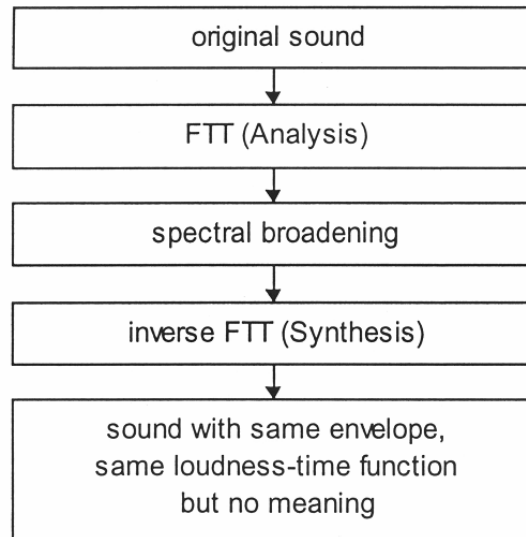 original sound
FTT (Analysis)
spectral broadening
inverse FTT (Synthesis)
sound with same envelope,
same loudness-time function
but no meaning